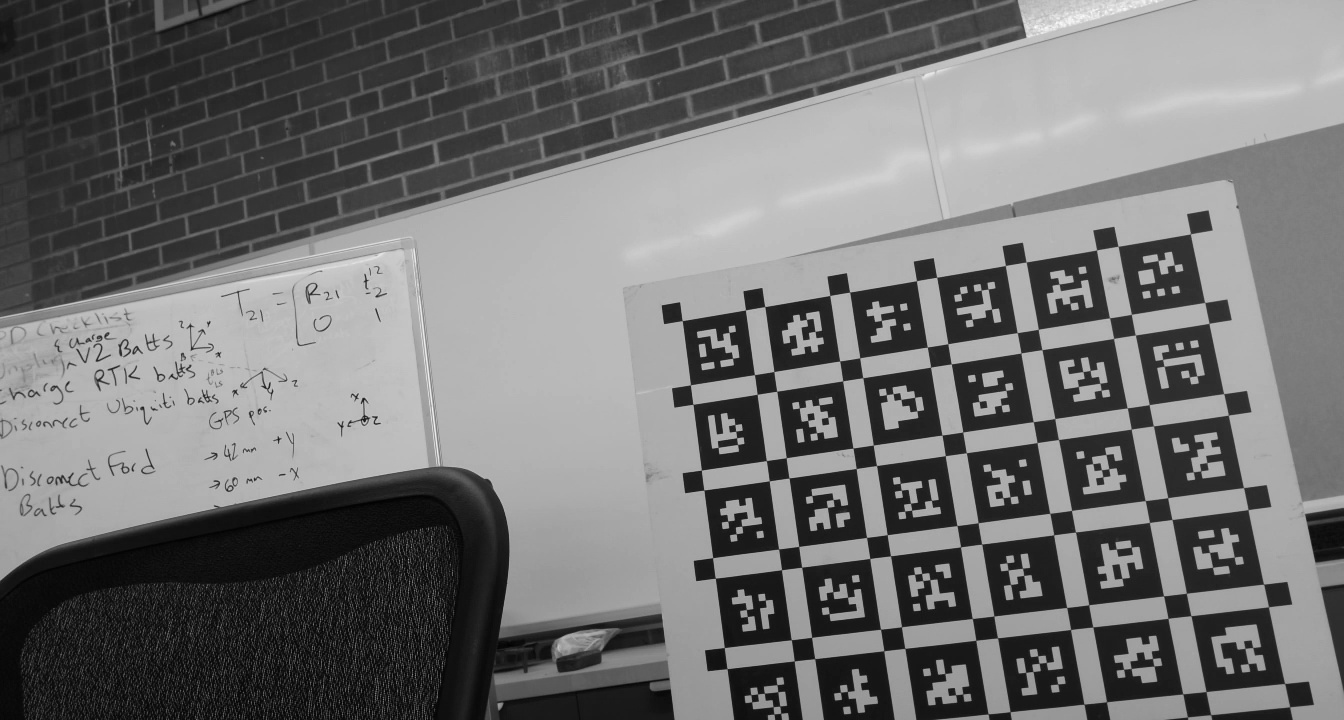 PD Checklist
& charge
Unplug V2 Batts
Charge RTK batts
Disconnect Ubiquiti batts
Disconnect Ford
Batts
T21 = [R21 t12
0 1
z y x
x y z
GPS pos.
→ 42 mm +y
→ 60 mm -x
x
y z